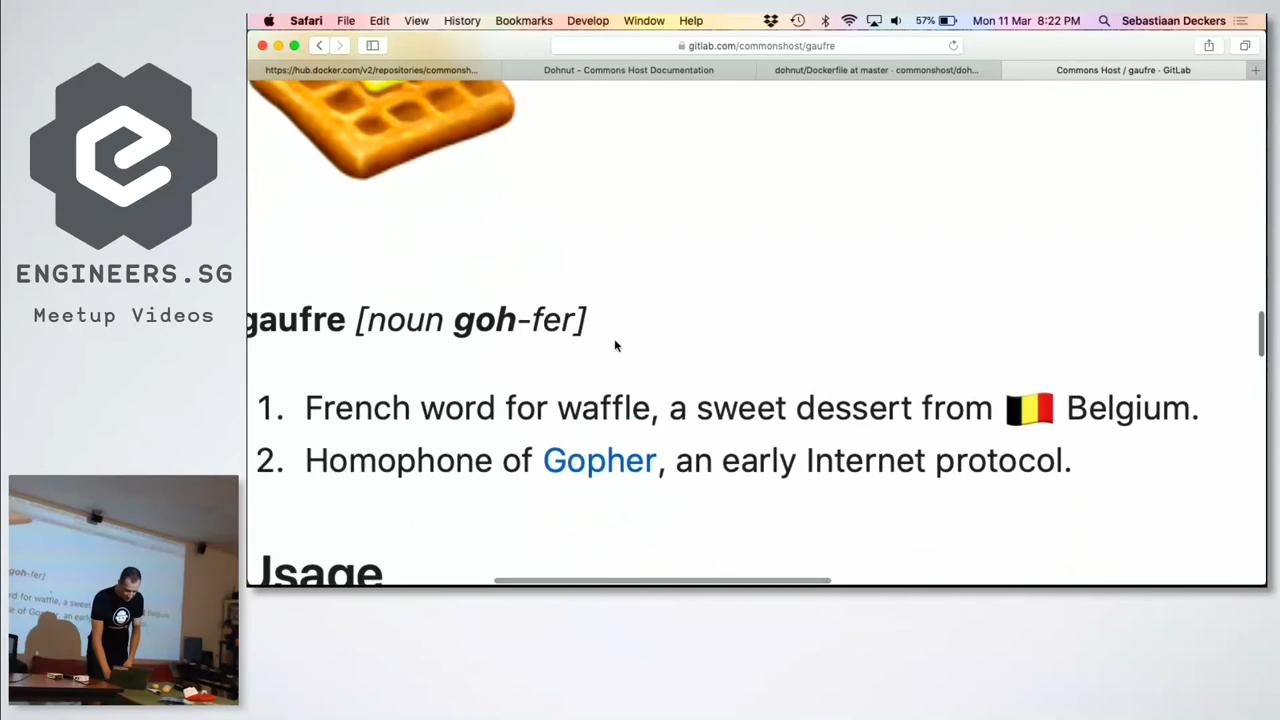 Safari File Edit View History Bookmarks Develop Window Help 57% Mon 11 Mar 8:22 PM Sebastiaan Deckers
gitlab.com/commonshost/gaufre
https://hub.docker.com/v2/repositories/commonsh... Dohnut - Commons Host Documentation dohnut/Dockerfile at master · commonshost/doh... Commons Host / gaufre · GitLab
gaufre [noun goh-fer]
1. French word for waffle, a sweet dessert from 🇧🇪 Belgium.
2. Homophone of Gopher, an early Internet protocol.
Usage
ENGINEERS.SG
Meetup Videos
goh-fer]